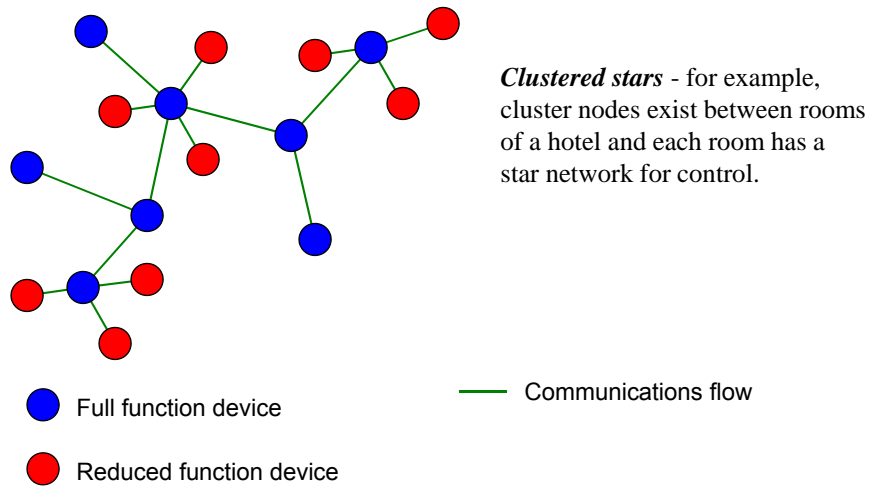 Clustered stars - for example,
cluster nodes exist between rooms
of a hotel and each room has a
star network for control.
Full function device
Communications flow
Reduced function device